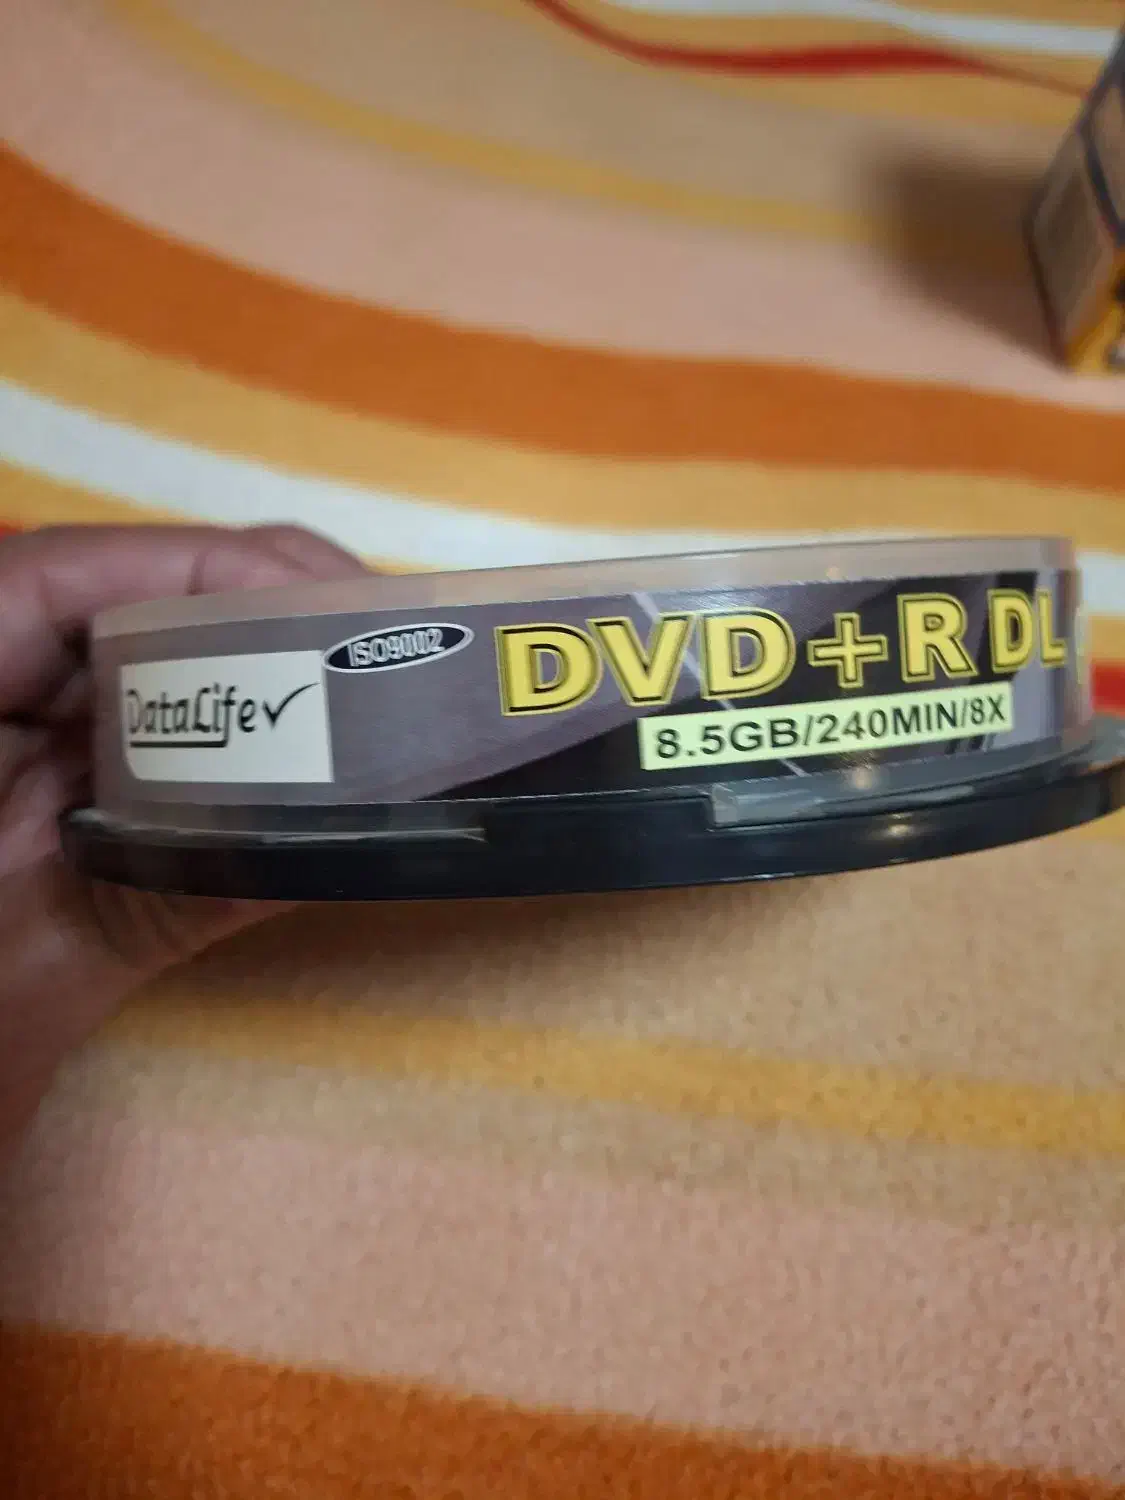 DataLife
ISO9002
DVD+R DL
8.5GB/240MIN/8X